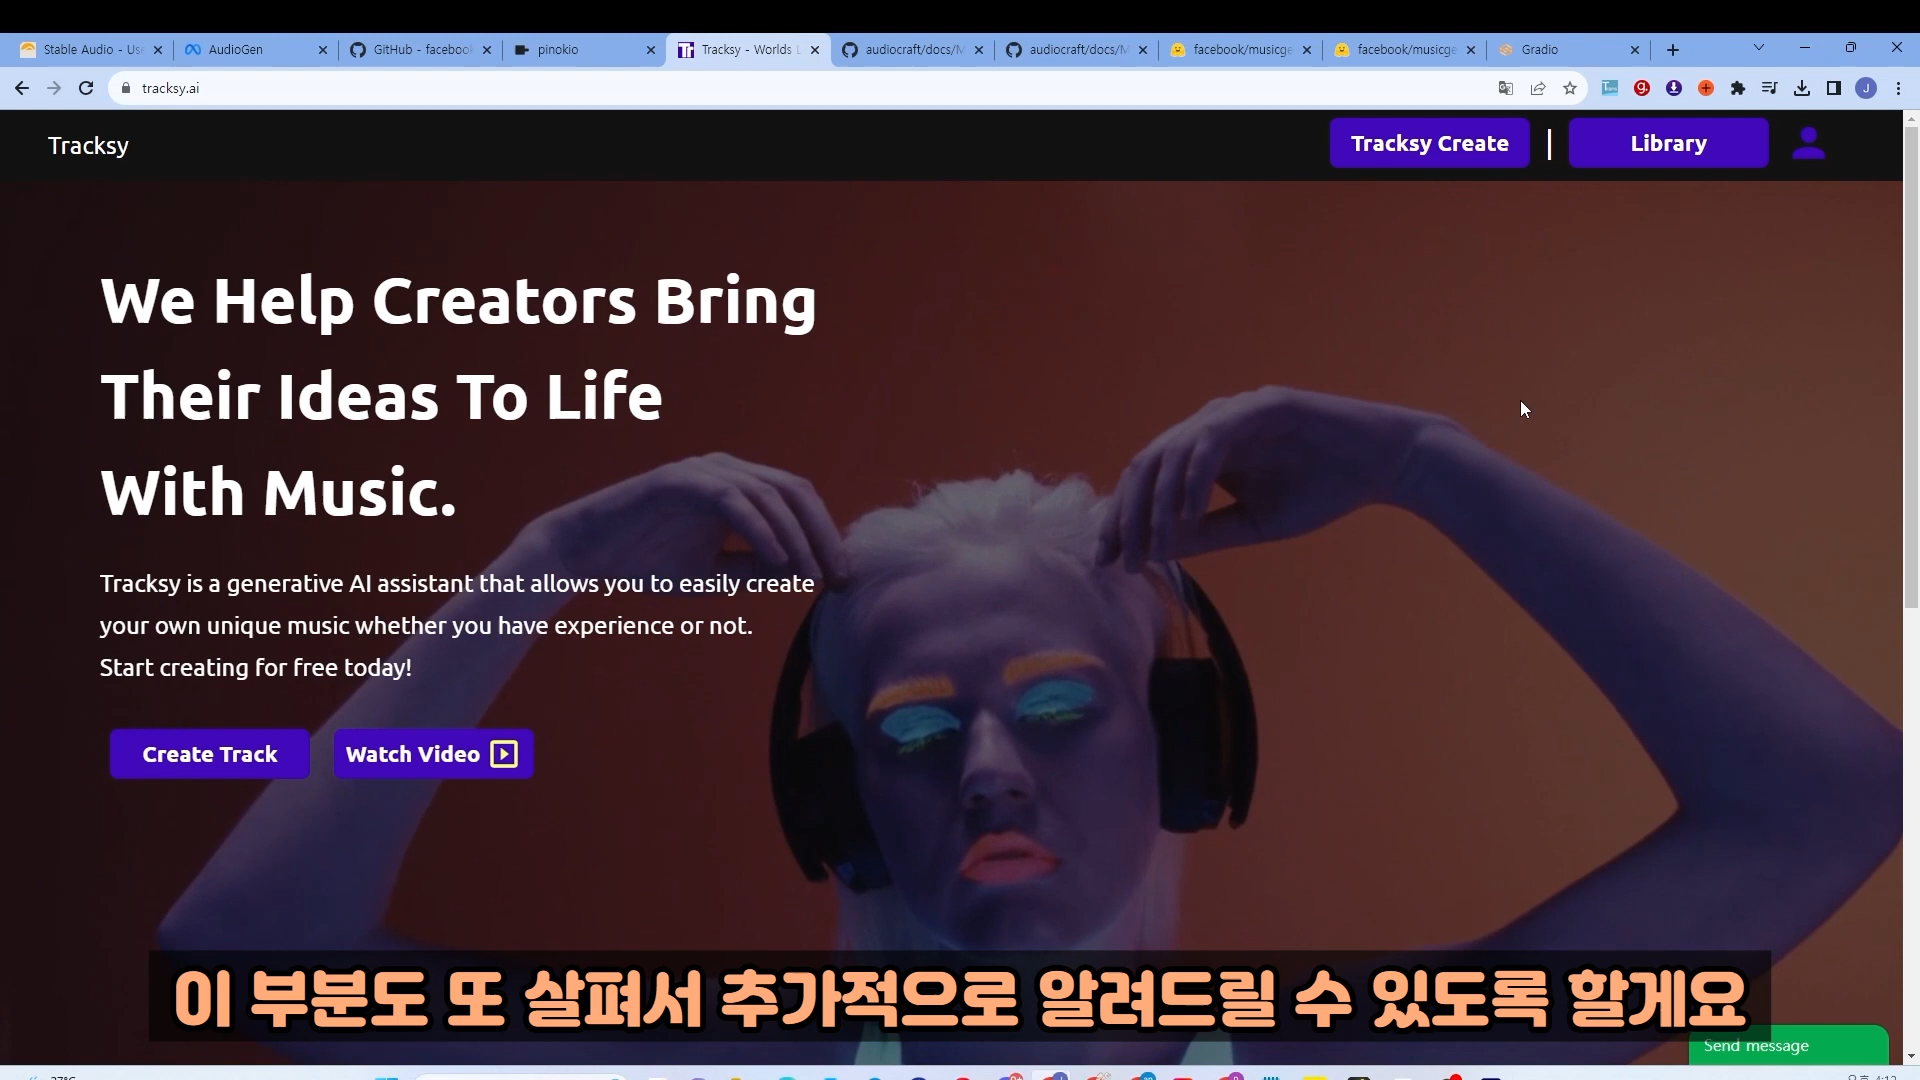 Stable Audio - Us
AudioGen
GitHub - faceboo
pinokio
Tracksy - Worlds
audiocraft/docs/M
audiocraft/docs/M
facebook/musicge
facebook/musicge
Gradio
tracksy.ai
Tracksy
Tracksy Create
Library
We Help Creators Bring
Their Ideas To Life
With Music.
Tracksy is a generative AI assistant that allows you to easily create
your own unique music whether you have experience or not.
Start creating for free today!
Create Track
Watch Video
이 부분도 또 살펴서 추가적으로 알려드릴 수 있도록 할게요
Send message